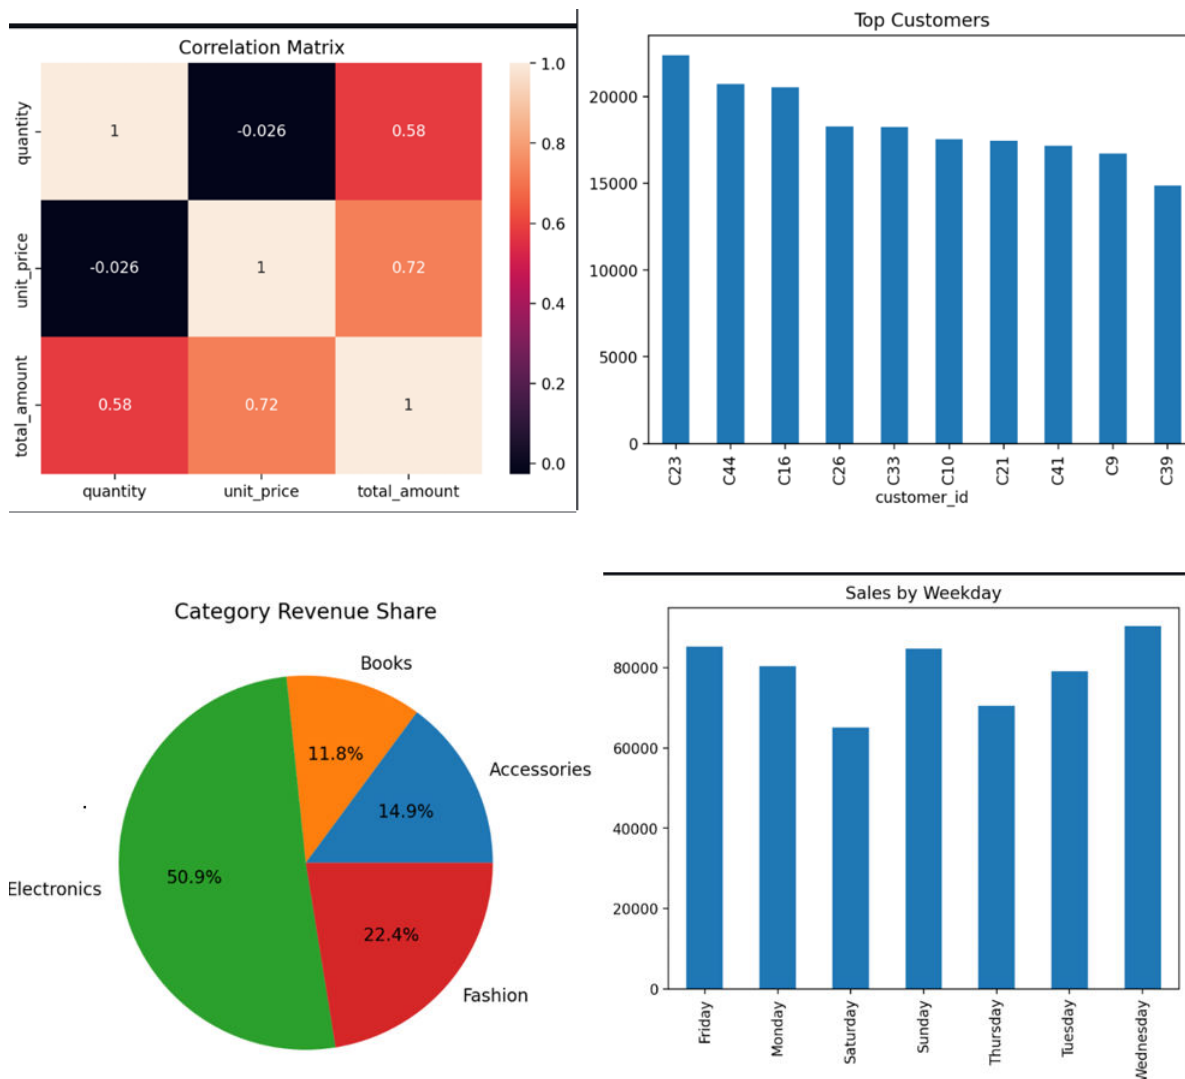 Correlation Matrix
quantity
1
-0.026
0.58
unit_price
-0.026
1
0.72
total_amount
0.58
0.72
1
quantity
unit_price
total_amount
1.0
0.8
0.6
0.4
0.2
0.0
Top Customers
20000
15000
10000
5000
0
C23
C44
C16
C26
C33
C10
C21
C41
C9
C39
customer_id
Category Revenue Share
Books
11.8%
Accessories
14.9%
Electronics
50.9%
22.4%
Fashion
Sales by Weekday
80000
60000
40000
20000
0
Friday
Monday
Saturday
Sunday
Thursday
Tuesday
Wednesday